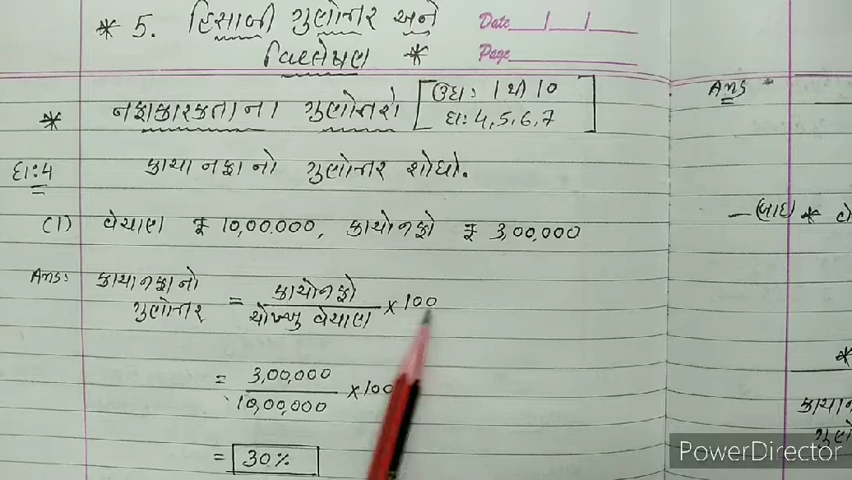 * 5. હિસાબી ગુણોત્તર અને
વિશ્લેષણ *
Date
Page
* નફાકારકતાના ગુણોત્તરો [ ઉદા: 1 થી 10
દા: 4, 5, 6, 7 ]
દા:4 કાચા નફાનો ગુણોત્તર શોધો.
(1) વેચાણ ₹ 10,00,000, કાચોનફો ₹ 3,00,000
Ans: કાચાનફાનો ગુણોત્તર = કાચોનફો / ચોખ્ખુ વેચાણ × 100
= 3,00,000 / 10,00,000 × 100
= 30%
Ans
- (બાદ) *
*
કાચાન
ગુણો
PowerDirector